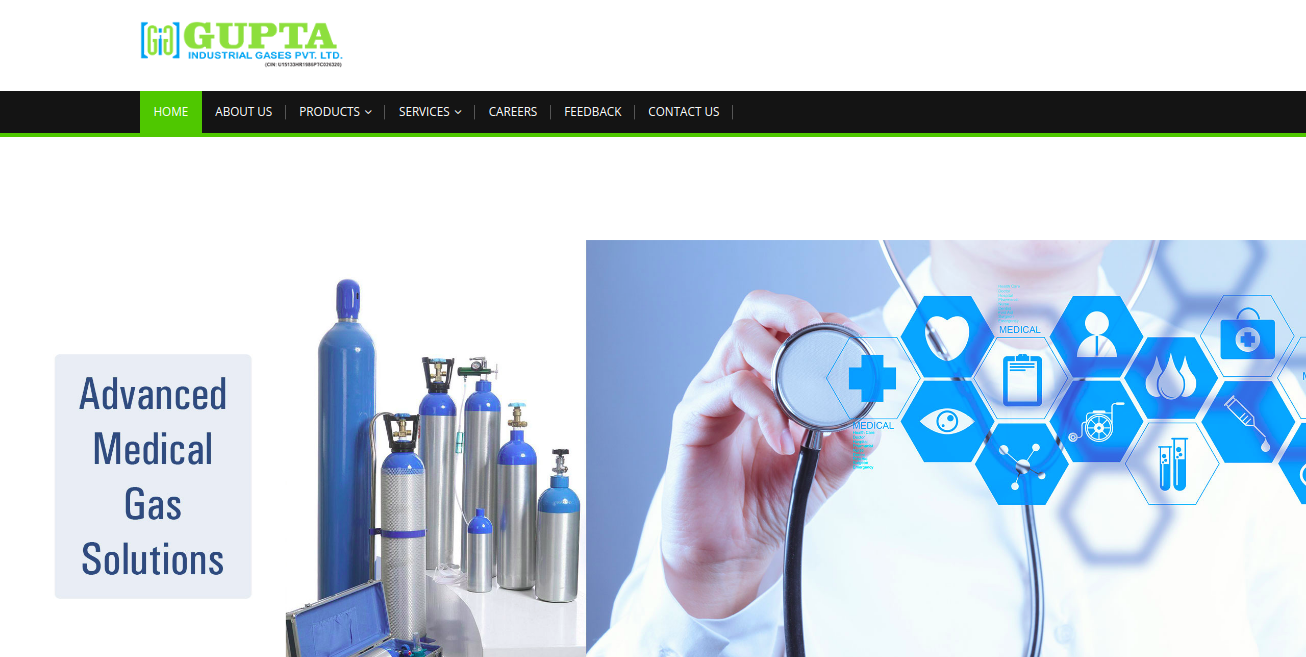 GIG GUPTA
INDUSTRIAL GASES PVT. LTD.
(CIN: U15133HR1986PTC026320)
HOME
ABOUT US
PRODUCTS
SERVICES
CAREERS
FEEDBACK
CONTACT US
Advanced
Medical
Gas
Solutions
MEDICAL
MEDICAL